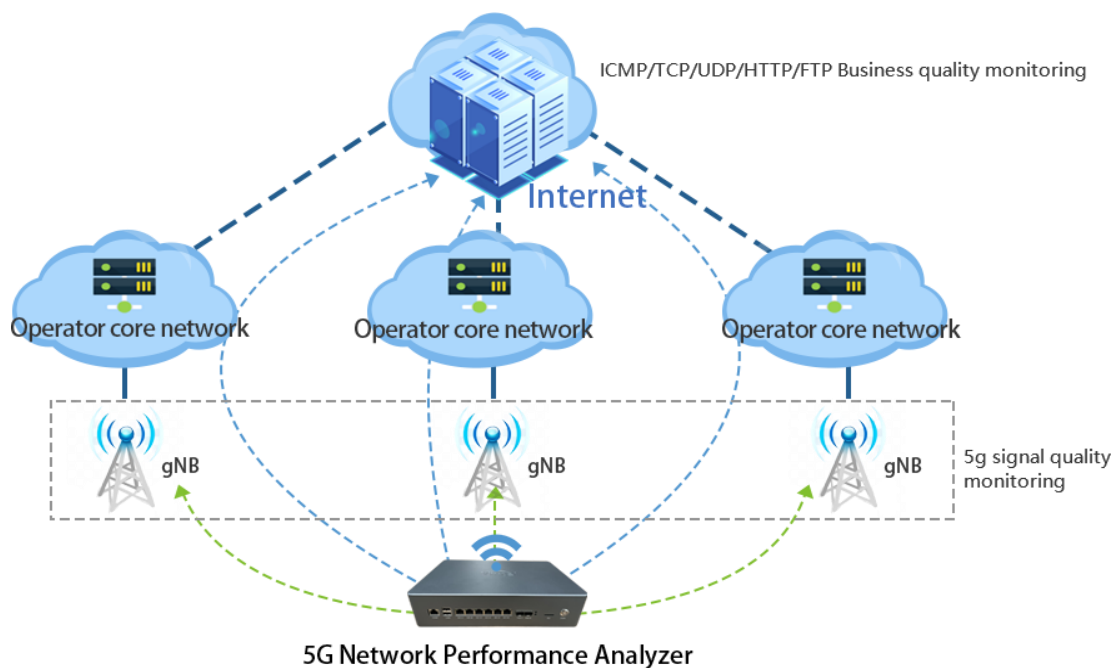 ICMP/TCP/UDP/HTTP/FTP Business quality monitoring
Internet
Operator core network
Operator core network
Operator core network
gNB
gNB
gNB
5g signal quality
monitoring
5G Network Performance Analyzer